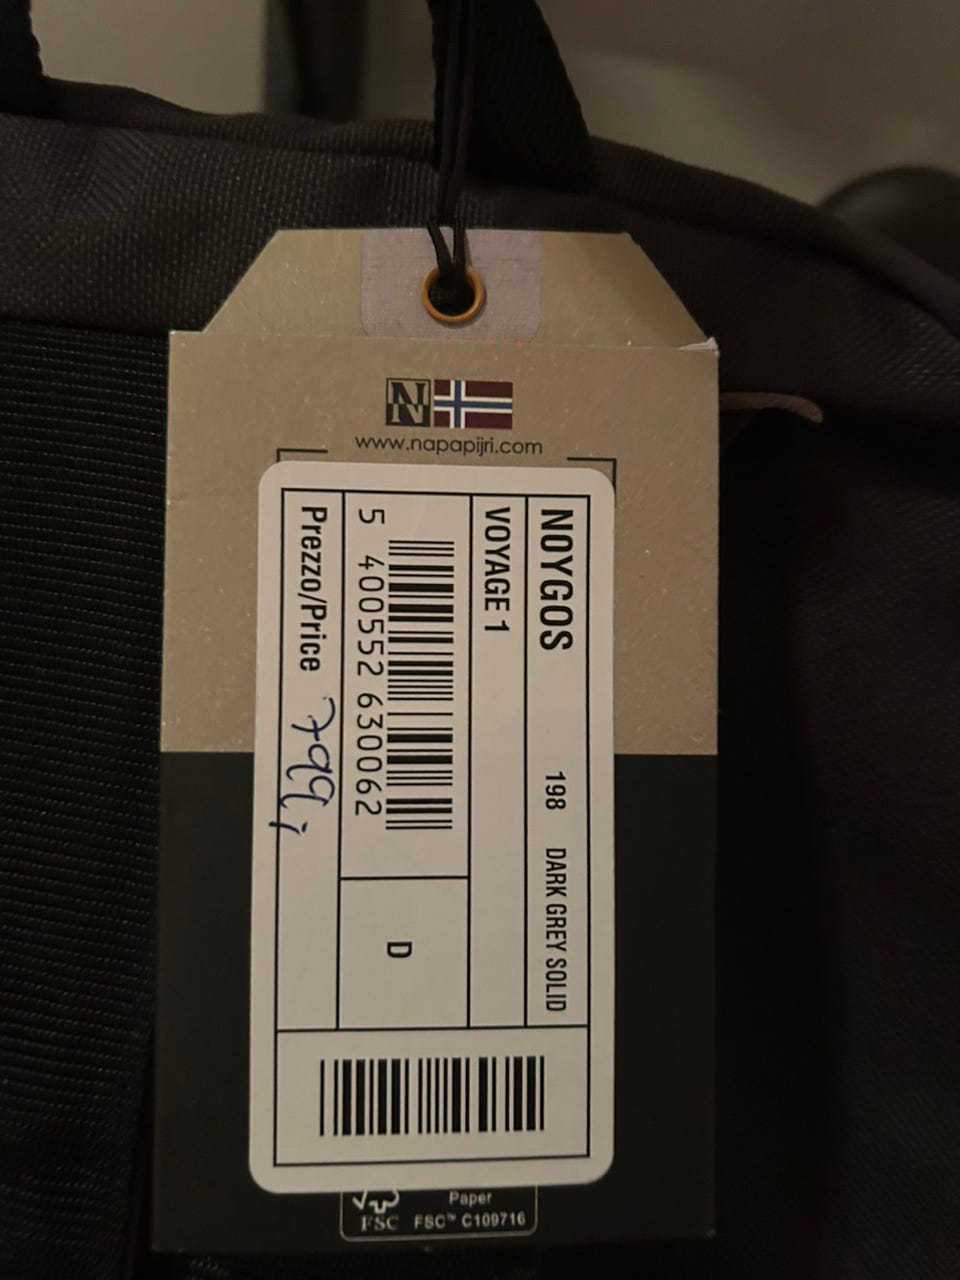 N
www.napapijri.com
NOYGOS 198 DARK GREY SOLID
VOYAGE 1
5 400552 630062
D
Prezzo/Price 799,-
FSC
Paper
FSC™ C109716